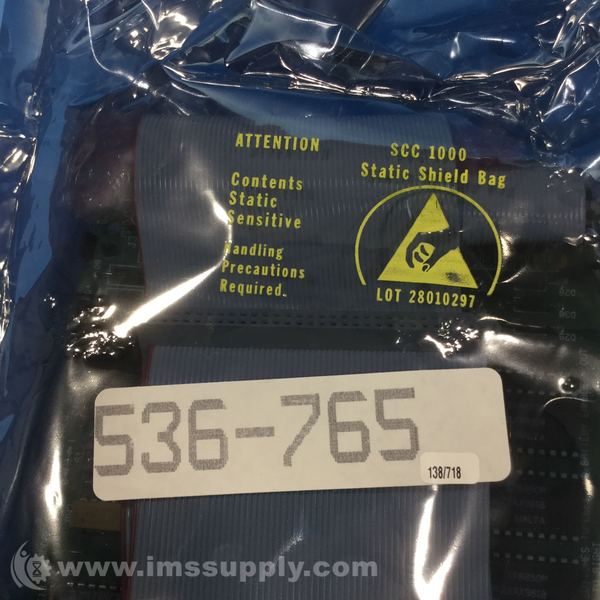 ATTENTION
Contents
Static
Sensitive
Handling
Precautions
Required.
SCC 1000
Static Shield Bag
LOT 28010297
536-765
138/718
www.imssupply.com